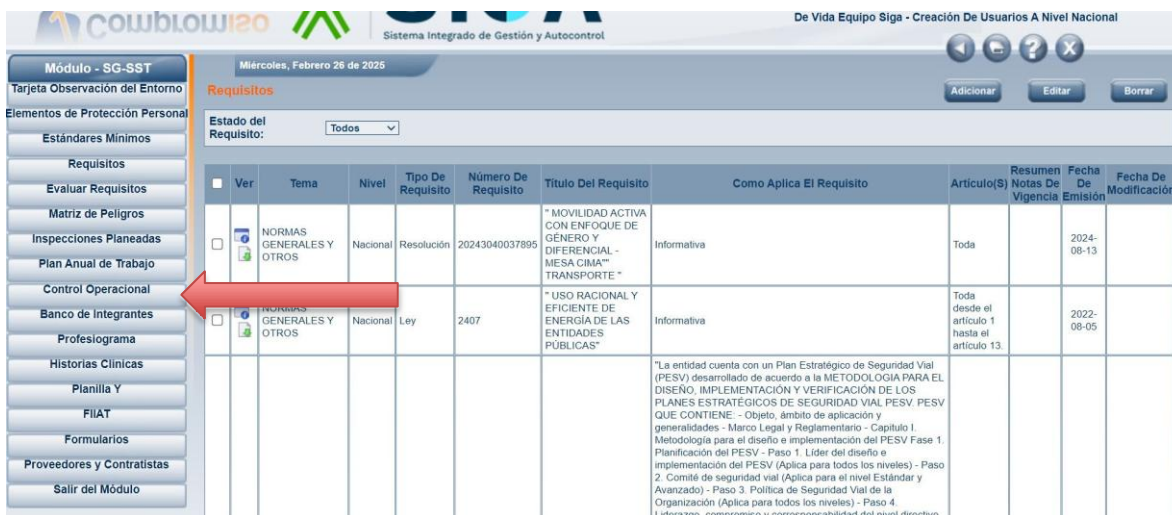 Sistema Integrado de Gestión y Autocontrol
De Vida Equipo Siga - Creación De Usuarios A Nivel Nacional
Módulo - SG-SST
Tarjeta Observación del Entorno
Elementos de Protección Personal
Estándares Mínimos
Requisitos
Evaluar Requisitos
Matriz de Peligros
Inspecciones Planeadas
Plan Anual de Trabajo
Control Operacional
Banco de Integrantes
Profesiograma
Historias Clínicas
Planilla Y
FIIAT
Formularios
Proveedores y Contratistas
Salir del Módulo
Miércoles, Febrero 26 de 2025
Requisitos
Adicionar
Editar
Borrar
Estado del
Requisito:
Todos
Ver
Tema
Nivel
Tipo De
Requisito
Número De
Requisito
Título Del Requisito
Como Aplica El Requisito
Artículo(S)
Resumen
Notas De
Vigencia
Fecha
De
Emisión
Fecha De
Modificación
NORMAS
GENERALES Y
OTROS
Nacional
Resolución
20243040037895
" MOVILIDAD ACTIVA
CON ENFOQUE DE
GÉNERO Y
DIFERENCIAL -
MESA CIMA""
TRANSPORTE "
Informativa
Toda
2024-
08-13
NORMAS
GENERALES Y
OTROS
Nacional
Ley
2407
" USO RACIONAL Y
EFICIENTE DE
ENERGÍA DE LAS
ENTIDADES
PÚBLICAS"
Informativa
Toda
desde el
artículo 1
hasta el
artículo 13.
2022-
08-05
"La entidad cuenta con un Plan Estratégico de Seguridad Vial
(PESV) desarrollado de acuerdo a la METODOLOGIA PARA EL
DISEÑO, IMPLEMENTACIÓN Y VERIFICACIÓN DE LOS
PLANES ESTRATÉGICOS DE SEGURIDAD VIAL PESV. PESV
QUE CONTIENE: - Objeto, ámbito de aplicación y
generalidades - Marco Legal y Reglamentario - Capitulo I.
Metodología para el diseño e implementación del PESV Fase 1.
Planificación del PESV - Paso 1. Líder del diseño e
implementación del PESV (Aplica para todos los niveles) - Paso
2. Comité de seguridad vial (Aplica para el nivel Estándar y
Avanzado) - Paso 3. Política de Seguridad Vial de la
Organización (Aplica para todos los niveles) - Paso 4.
Liderazgo, compromiso y corresponsabilidad del nivel directivo